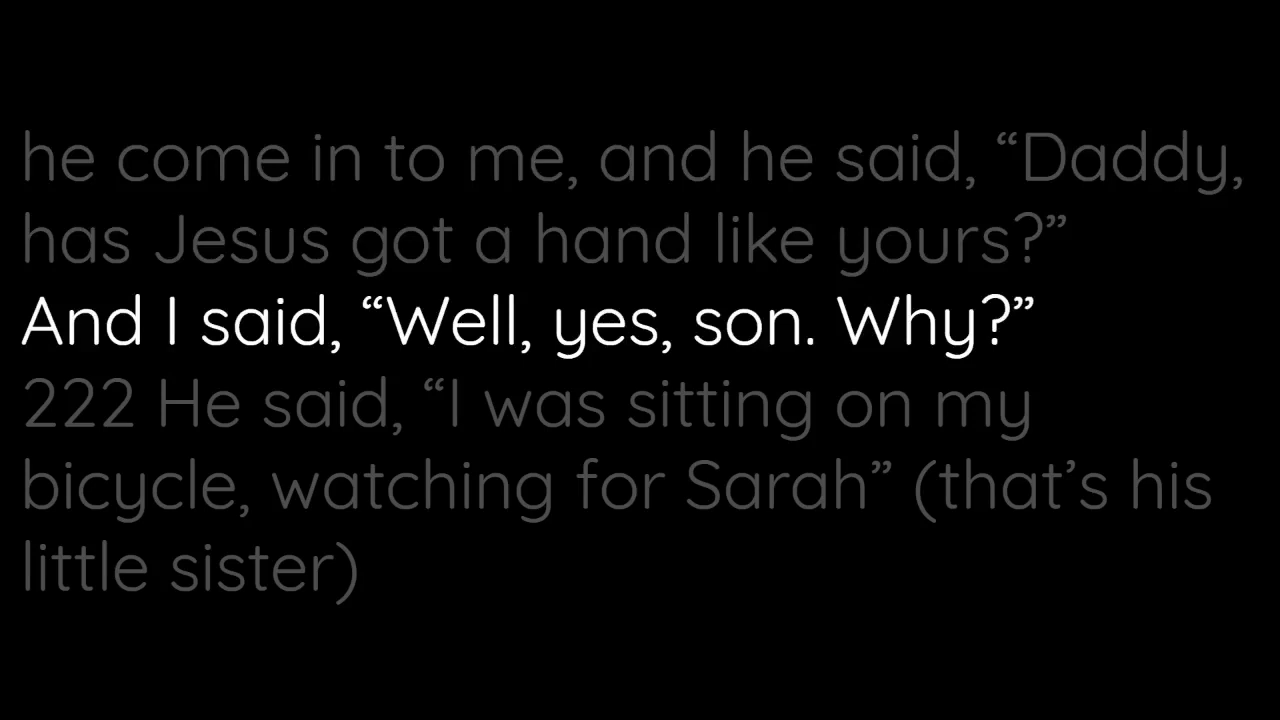 he come in to me, and he said, “Daddy,
has Jesus got a hand like yours?”
And I said, “Well, yes, son. Why?”
222 He said, “I was sitting on my
bicycle, watching for Sarah” (that’s his
little sister)